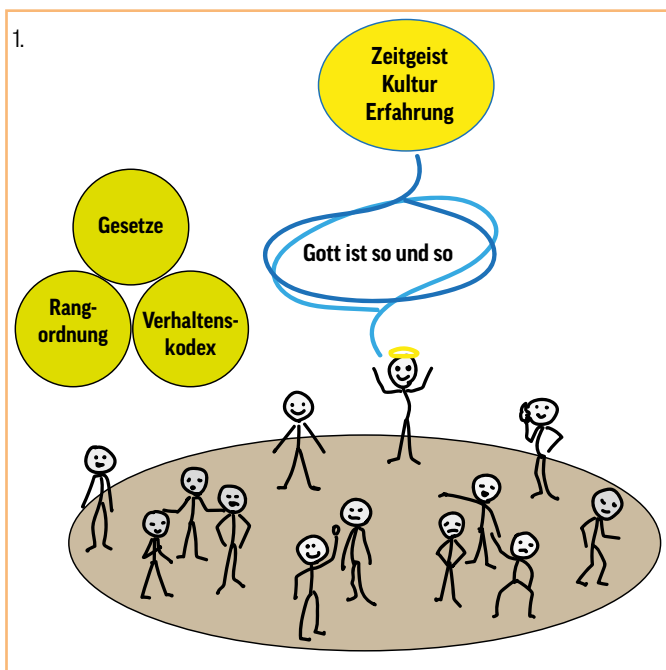 1.
Zeitgeist
Kultur
Erfahrung
Gesetze
Rang-
ordnung
Verhaltens-
kodex
Gott ist so und so